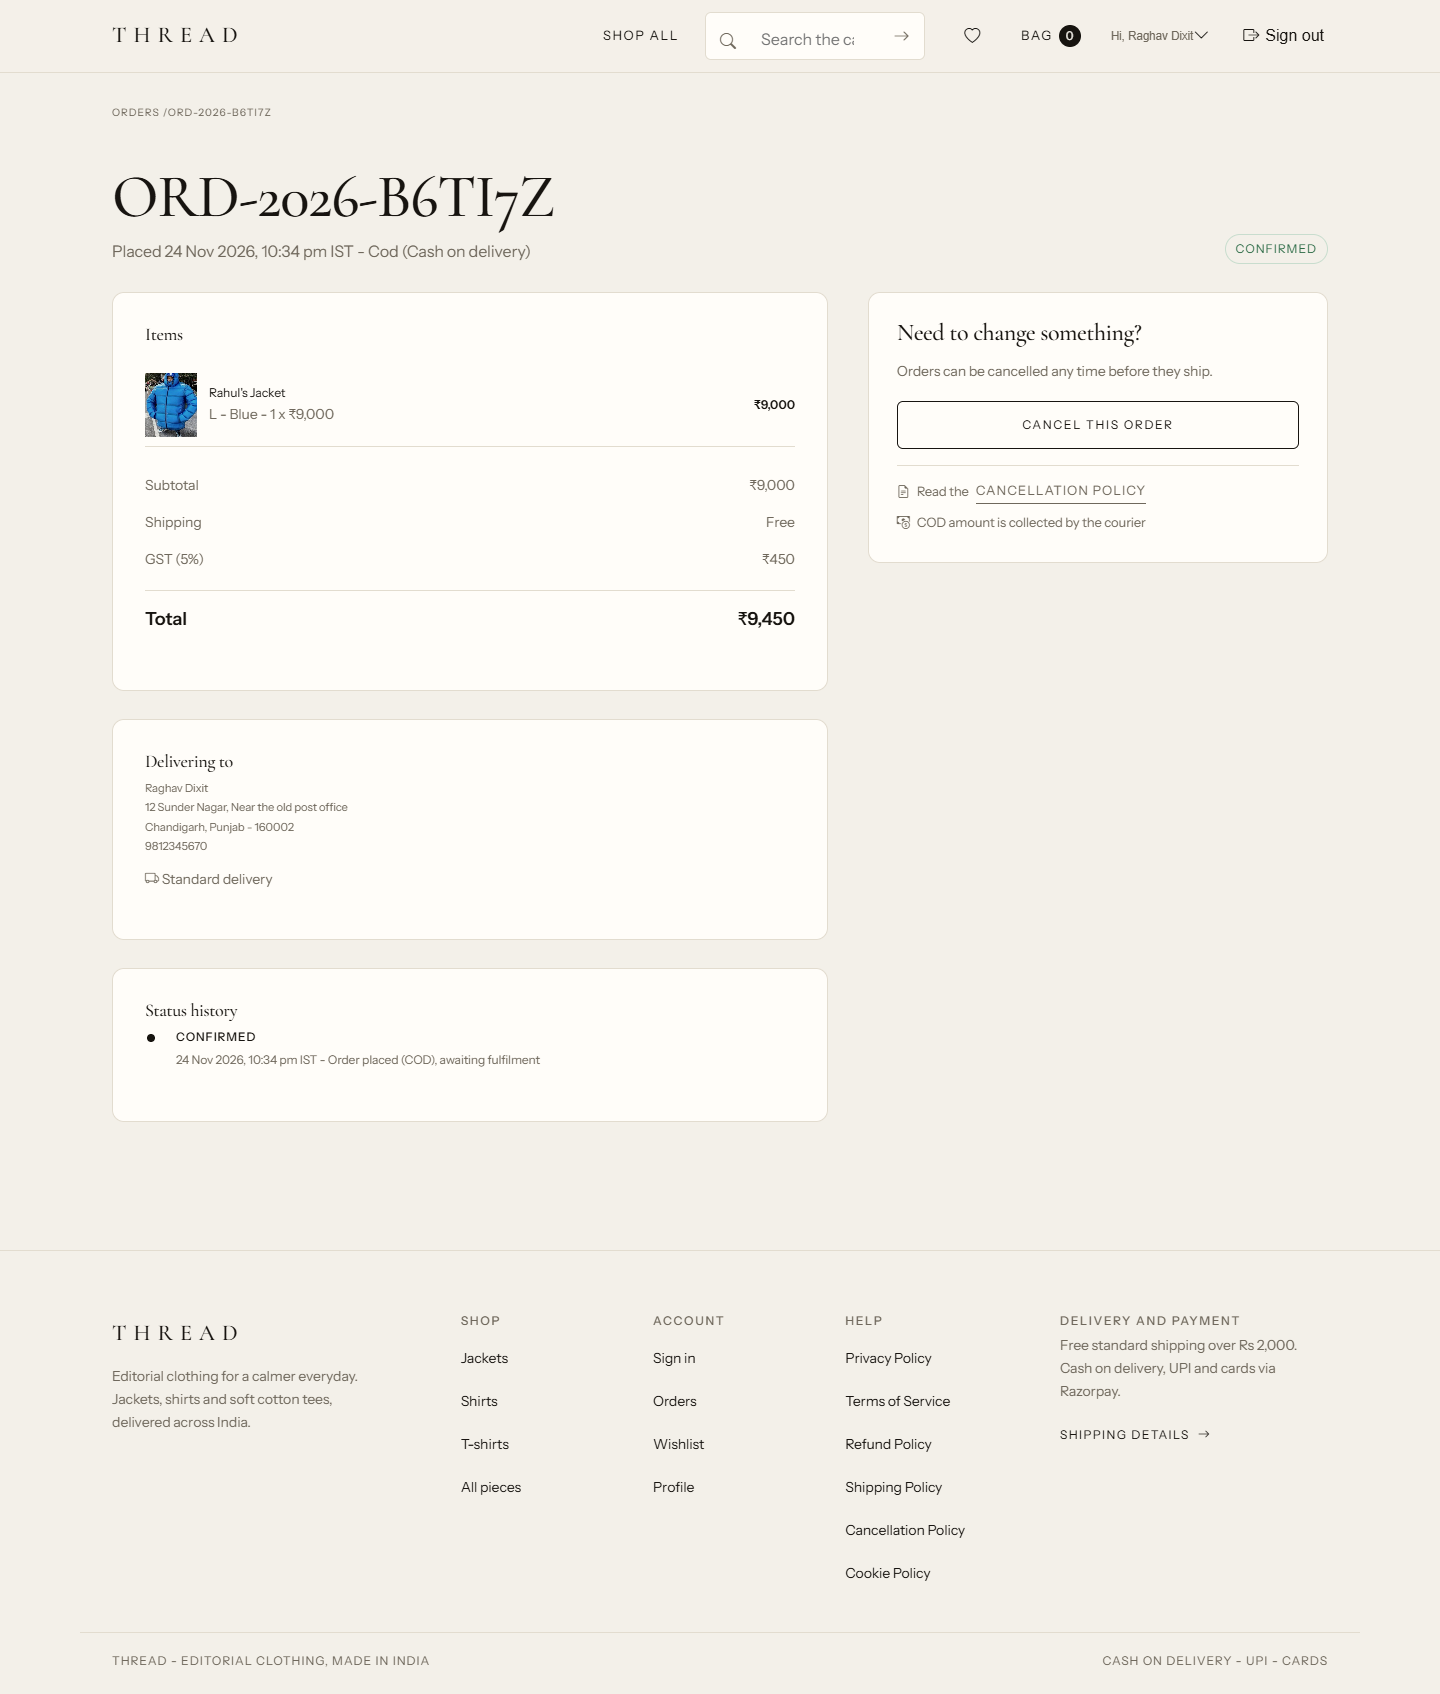 THREAD
SHOP ALL
Search the ca
BAG 0
Hi, Raghav Dixit
Sign out
ORDERS /ORD-2026-B6TI7Z
ORD-2026-B6TI7Z
Placed 24 Nov 2026, 10:34 pm IST - Cod (Cash on delivery)
CONFIRMED
Items
Rahul's Jacket
L - Blue - 1 x ₹9,000
₹9,000
Subtotal ₹9,000
Shipping Free
GST (5%) ₹450
Total ₹9,450
Need to change something?
Orders can be cancelled any time before they ship.
CANCEL THIS ORDER
Read the CANCELLATION POLICY
COD amount is collected by the courier
Delivering to
Raghav Dixit
12 Sunder Nagar, Near the old post office
Chandigarh, Punjab - 160002
9812345670
Standard delivery
Status history
CONFIRMED
24 Nov 2026, 10:34 pm IST - Order placed (COD), awaiting fulfilment
THREAD
Editorial clothing for a calmer everyday.
Jackets, shirts and soft cotton tees,
delivered across India.
SHOP
Jackets
Shirts
T-shirts
All pieces
ACCOUNT
Sign in
Orders
Wishlist
Profile
HELP
Privacy Policy
Terms of Service
Refund Policy
Shipping Policy
Cancellation Policy
Cookie Policy
DELIVERY AND PAYMENT
Free standard shipping over Rs 2,000.
Cash on delivery, UPI and cards via
Razorpay.
SHIPPING DETAILS
THREAD - EDITORIAL CLOTHING, MADE IN INDIA
CASH ON DELIVERY - UPI - CARDS